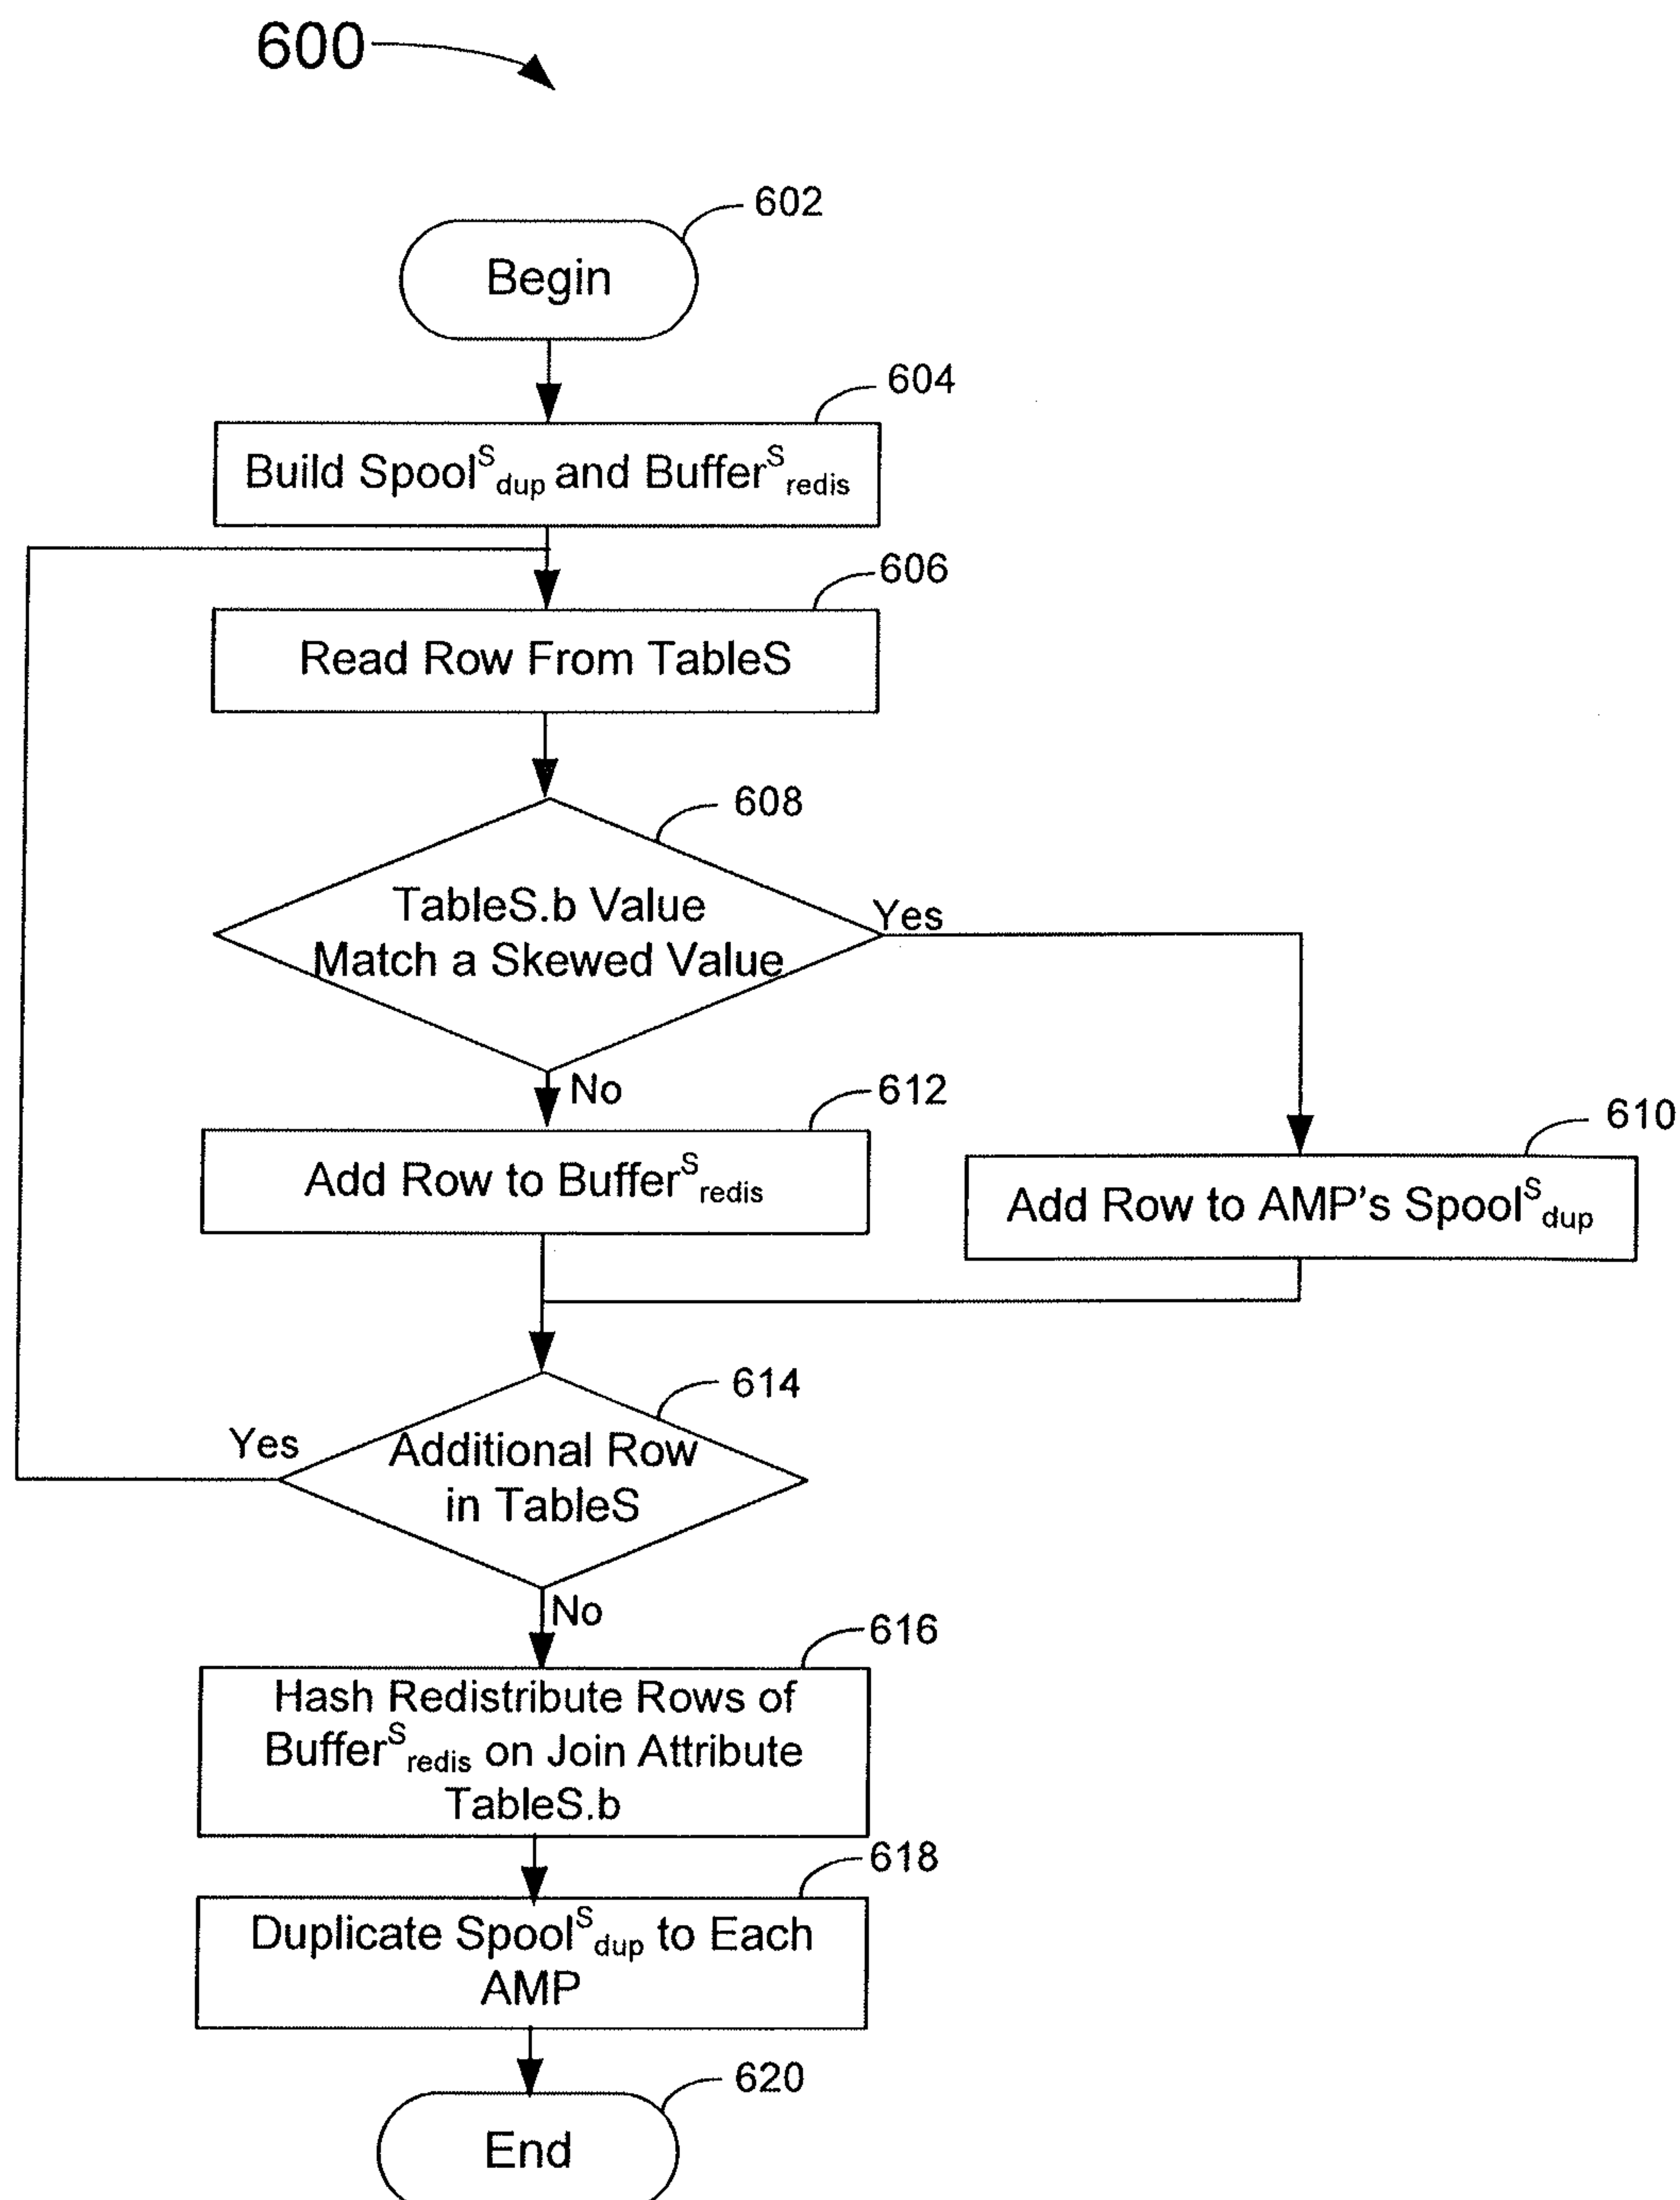 600
602
Begin
604
Build Spool^S_dup and Buffer^S_redis
606
Read Row From TableS
608
TableS.b Value
Match a Skewed Value
Yes
No
612
Add Row to Buffer^S_redis
610
Add Row to AMP's Spool^S_dup
614
Yes
Additional Row
in TableS
No
616
Hash Redistribute Rows of
Buffer^S_redis on Join Attribute
TableS.b
618
Duplicate Spool^S_dup to Each
AMP
620
End